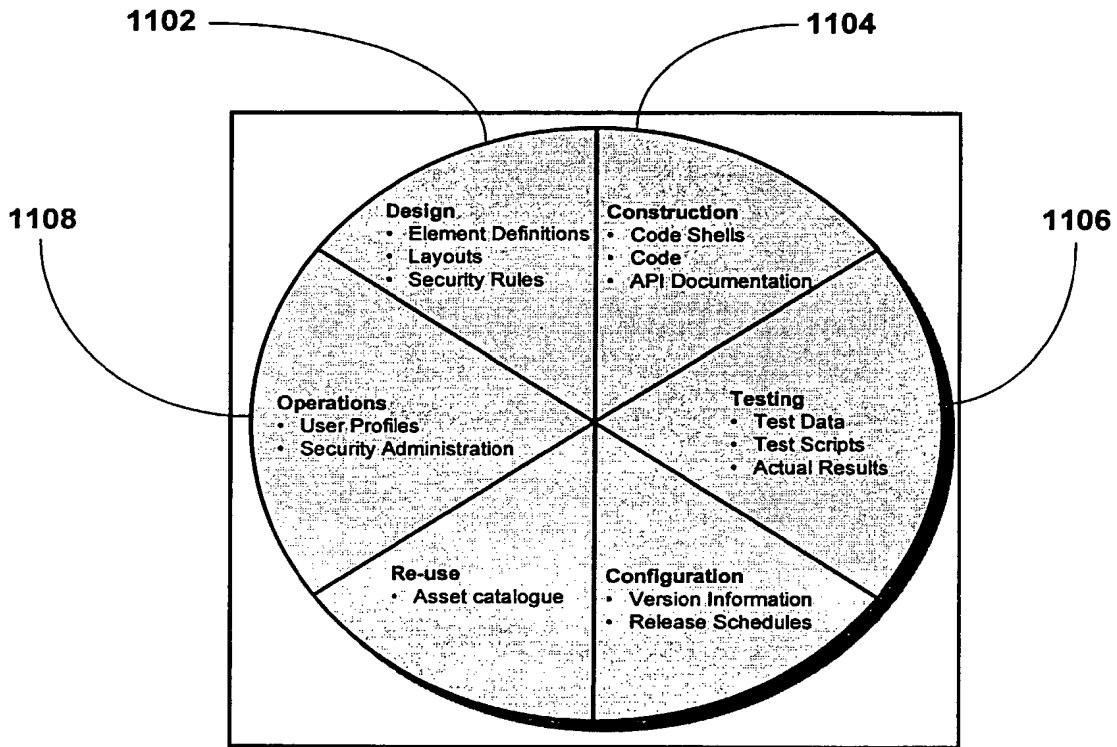 1102
1104
1108
1106
Design
• Element Definitions
• Layouts
• Security Rules
Construction
• Code Shells
• Code
• API Documentation
Operations
• User Profiles
• Security Administration
Testing
• Test Data
• Test Scripts
• Actual Results
Re-use
• Asset catalogue
Configuration
• Version Information
• Release Schedules